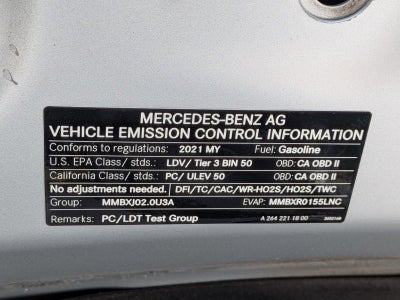 MERCEDES-BENZ AG
VEHICLE EMISSION CONTROL INFORMATION
Conforms to regulations: 2021 MY Fuel: Gasoline
U.S. EPA Class/ stds.: LDV/ Tier 3 BIN 50 OBD: CA OBD II
California Class/ stds.: PC/ ULEV 50 OBD: CA OBD II
No adjustments needed. DFI/TC/CAC/WR-HO2S/HO2S/TWC
Group: MMBXJ02.0U3A EVAP: MMBXR0155LNC
Remarks: PC/LDT Test Group A 264 221 18 00